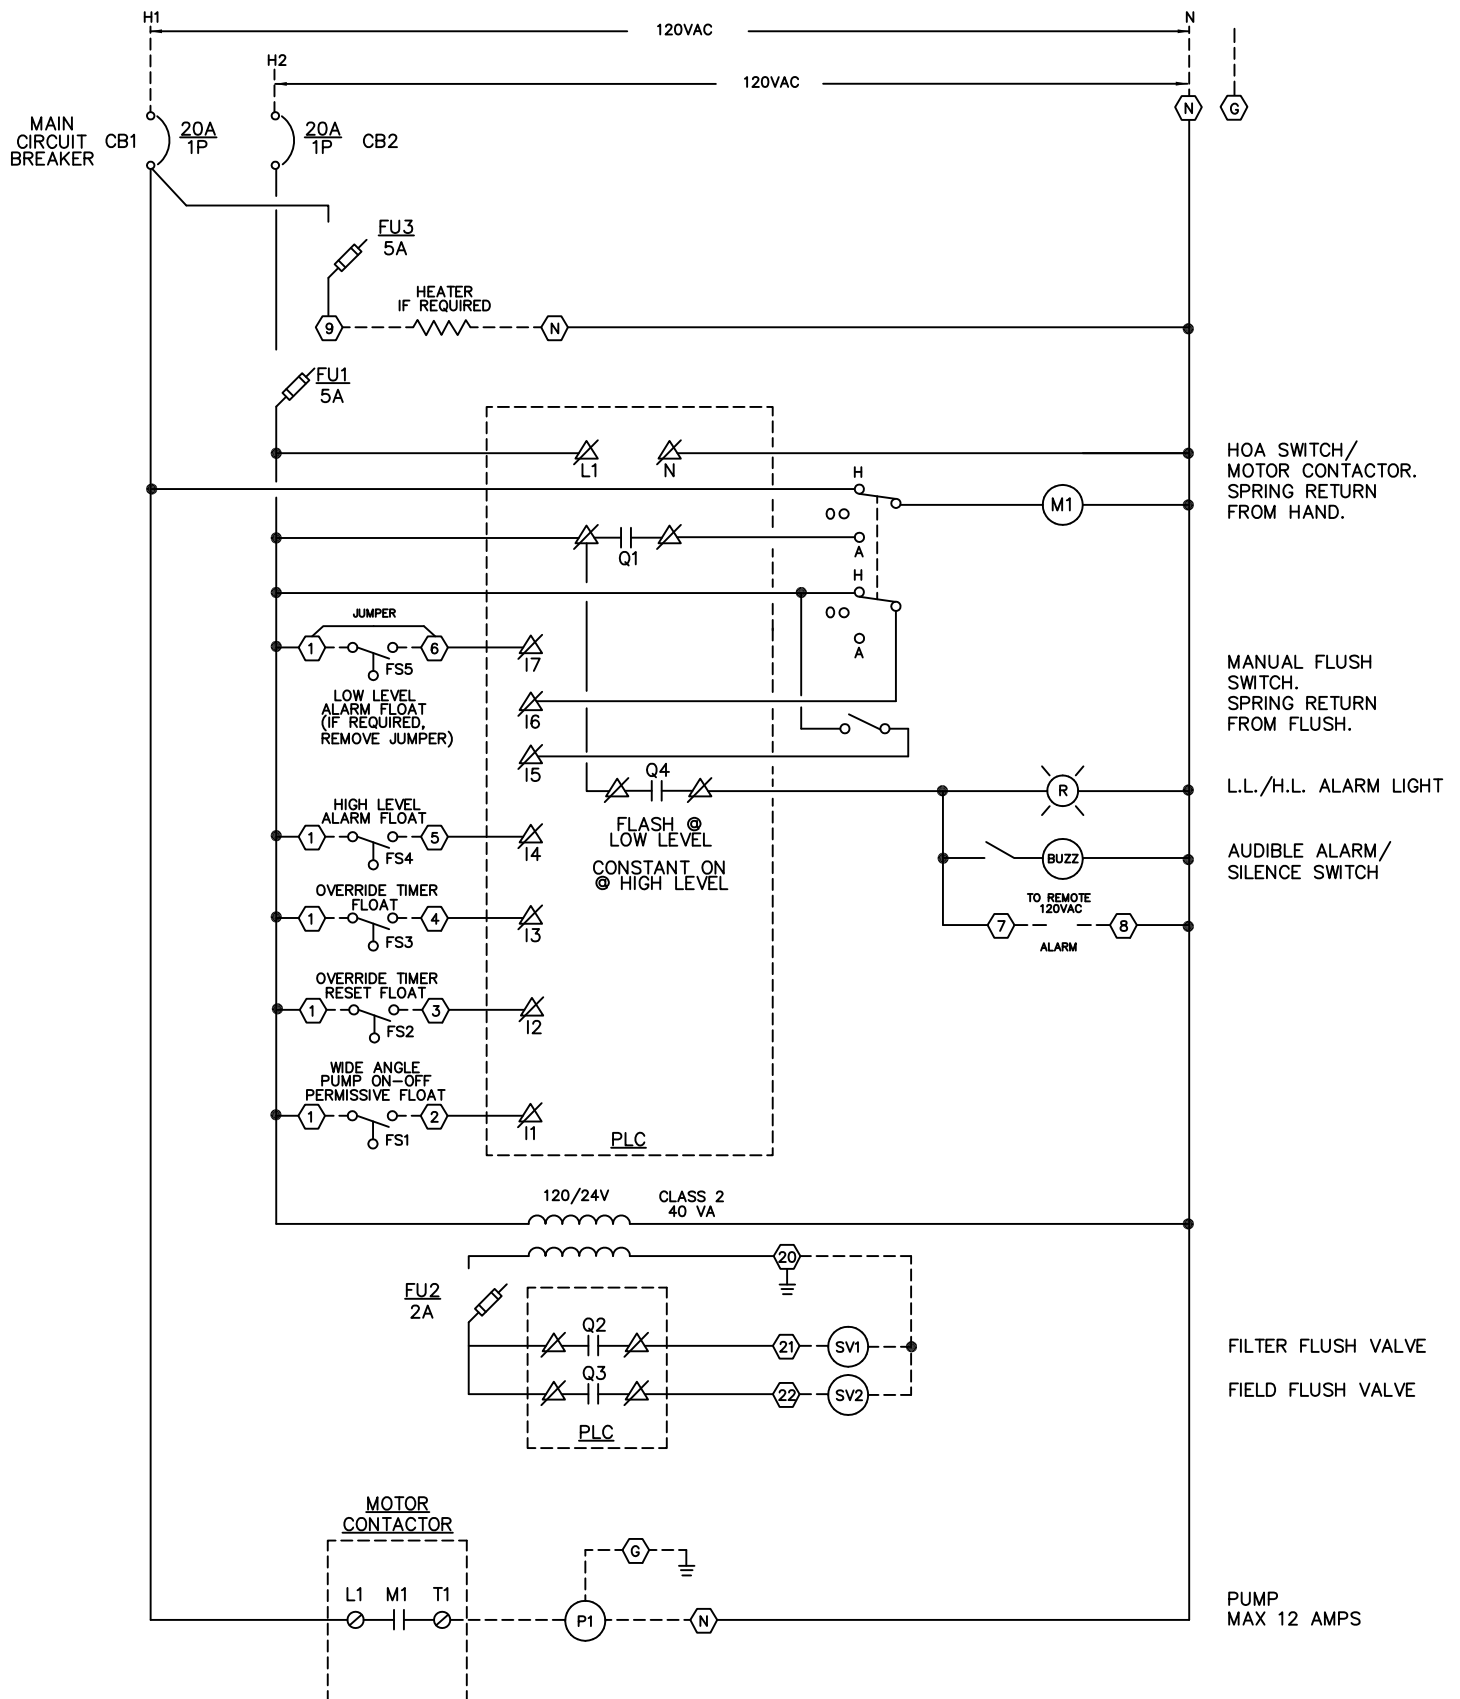 H1
N
120VAC
H2
120VAC
N
G
MAIN
CIRCUIT
BREAKER
CB1
20A
1P
20A
1P
CB2
FU3
5A
HEATER
IF REQUIRED
9
N
FU1
5A
L1
N
HOA SWITCH/
MOTOR CONTACTOR.
SPRING RETURN
FROM HAND.
H
O
A
M1
Q1
H
O
A
JUMPER
1
6
FS5
I7
LOW LEVEL
ALARM FLOAT
(IF REQUIRED,
REMOVE JUMPER)
I6
I5
MANUAL FLUSH
SWITCH.
SPRING RETURN
FROM FLUSH.
Q4
FLASH @
LOW LEVEL
CONSTANT ON
@ HIGH LEVEL
R
L.L./H.L. ALARM LIGHT
HIGH LEVEL
ALARM FLOAT
1
5
FS4
I4
BUZZ
AUDIBLE ALARM/
SILENCE SWITCH
OVERRIDE TIMER
FLOAT
1
4
FS3
I3
TO REMOTE
120VAC
7
8
ALARM
OVERRIDE TIMER
RESET FLOAT
1
3
FS2
I2
WIDE ANGLE
PUMP ON-OFF
PERMISSIVE FLOAT
1
2
FS1
I1
PLC
120/24V
CLASS 2
40 VA
20
FU2
2A
Q2
21
SV1
FILTER FLUSH VALVE
Q3
22
SV2
FIELD FLUSH VALVE
PLC
MOTOR
CONTACTOR
G
L1
M1
T1
P1
N
PUMP
MAX 12 AMPS